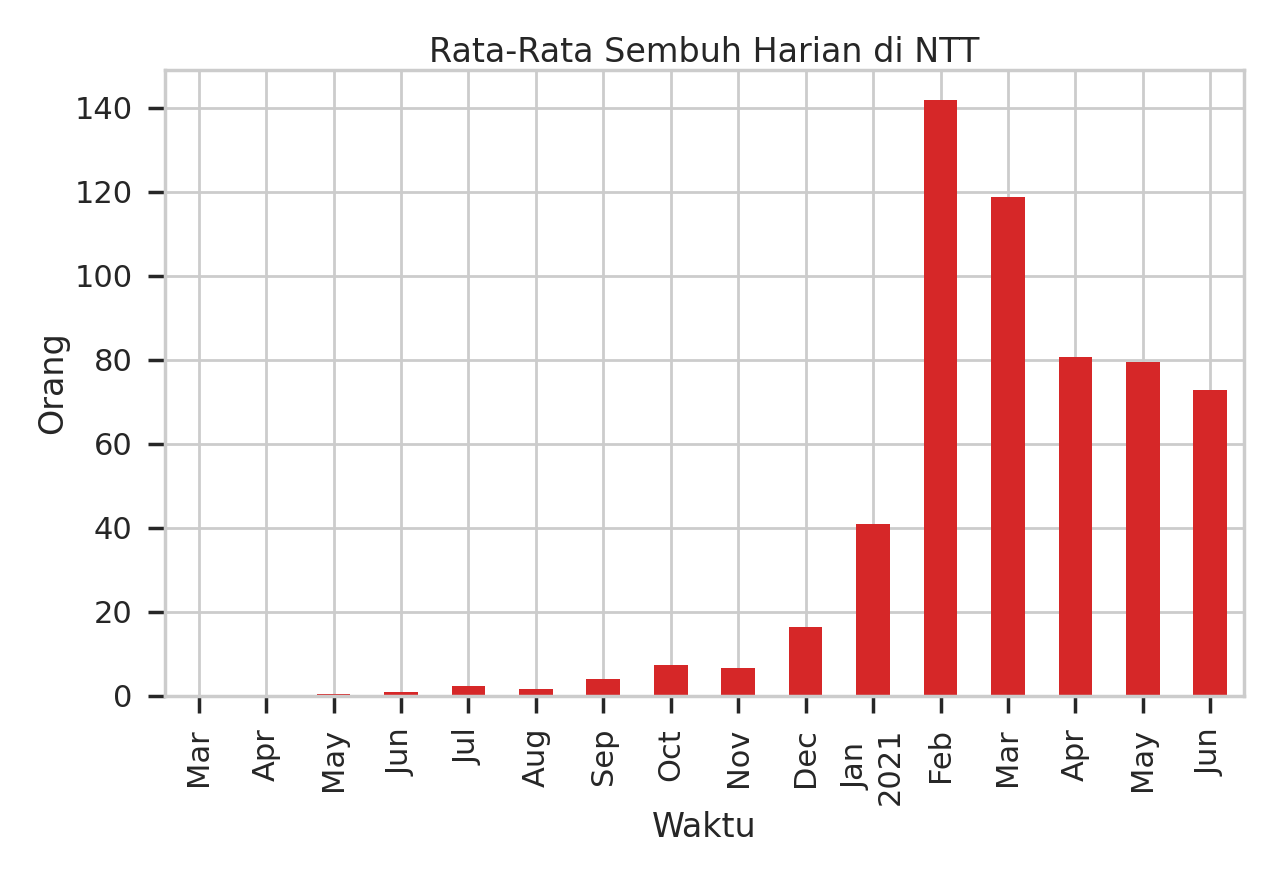 Rata-Rata Sembuh Harian di NTT
140
120
100
80
60
40
20
0
Orang
Mar
Apr
May
Jun
Jul
Aug
Sep
Oct
Nov
Dec
Jan
2021
Feb
Mar
Apr
May
Jun
Waktu